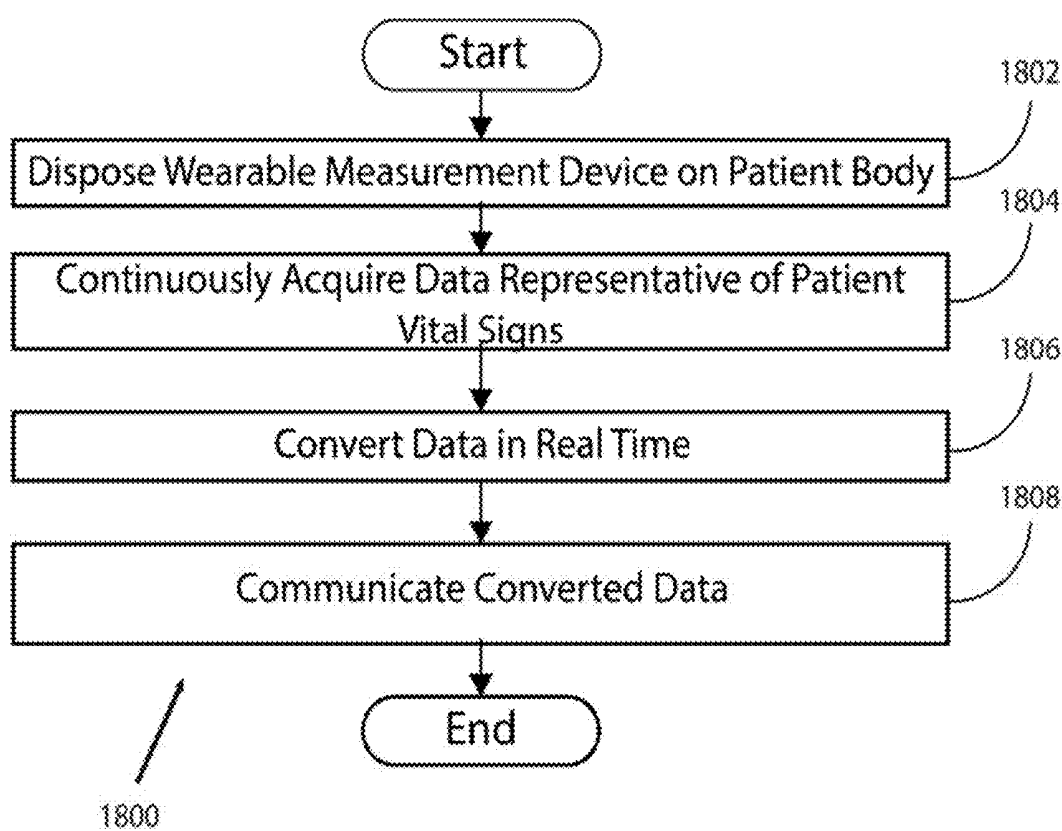 Start
1802
Dispose Wearable Measurement Device on Patient Body
1804
Continuously Acquire Data Representative of Patient
Vital Signs
1806
Convert Data in Real Time
1808
Communicate Converted Data
End
1800